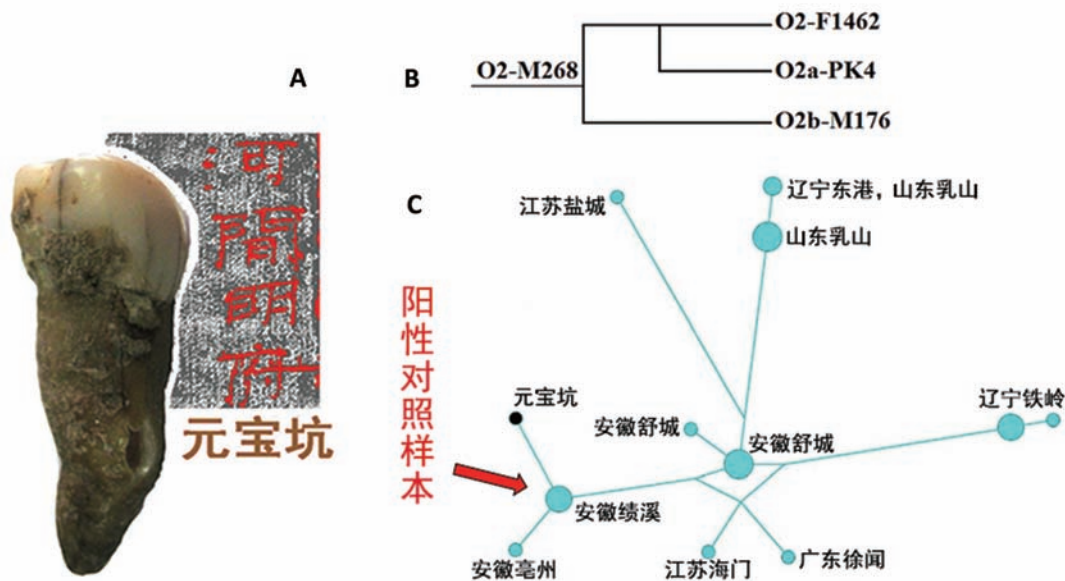 A
河
間
明
府
元宝坑
B
O2-M268
O2-F1462
O2a-PK4
O2b-M176
C
阳性对照样本
江苏盐城
辽宁东港，山东乳山
山东乳山
元宝坑
安徽舒城
安徽舒城
辽宁铁岭
安徽绩溪
安徽亳州
江苏海门
广东徐闻